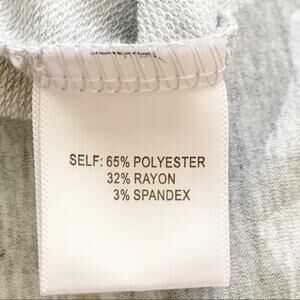 SELF: 65% POLYESTER
32% RAYON
3% SPANDEX